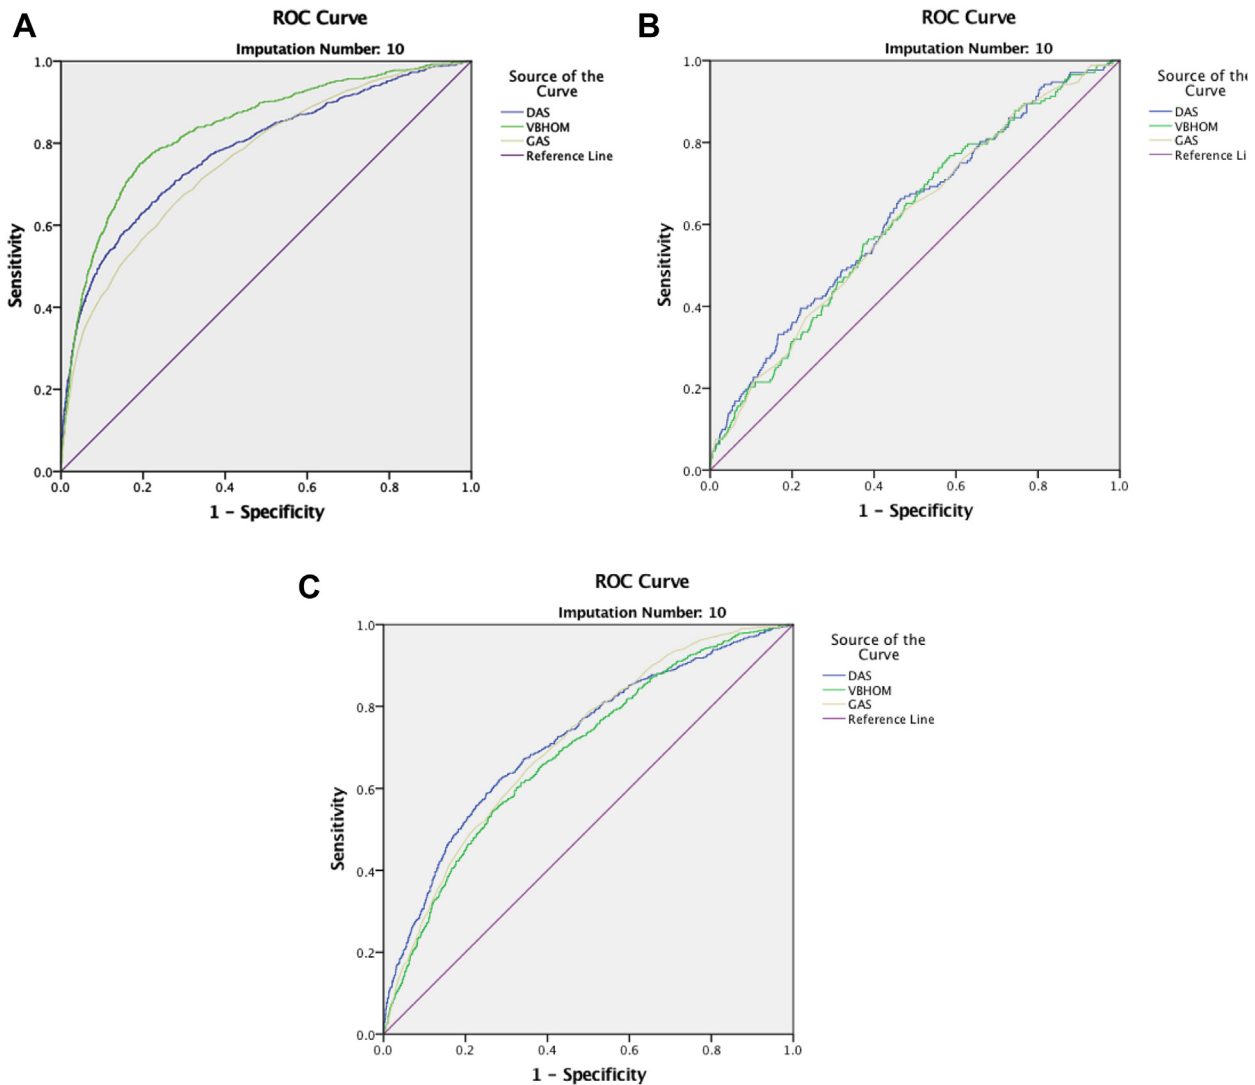 A
ROC Curve
Imputation Number: 10
Source of the
Curve
DAS
VBHOM
GAS
Reference Line
Sensitivity
1.0
0.8
0.6
0.4
0.2
0.0
0.0 0.2 0.4 0.6 0.8 1.0
1 - Specificity
B
ROC Curve
Imputation Number: 10
Source of the
Curve
DAS
VBHOM
GAS
Reference Li
Sensitivity
1.0
0.8
0.6
0.4
0.2
0.0
0.0 0.2 0.4 0.6 0.8 1.0
1 - Specificity
C
ROC Curve
Imputation Number: 10
Source of the
Curve
DAS
VBHOM
GAS
Reference Line
Sensitivity
1.0
0.8
0.6
0.4
0.2
0.0
0.0 0.2 0.4 0.6 0.8 1.0
1 - Specificity